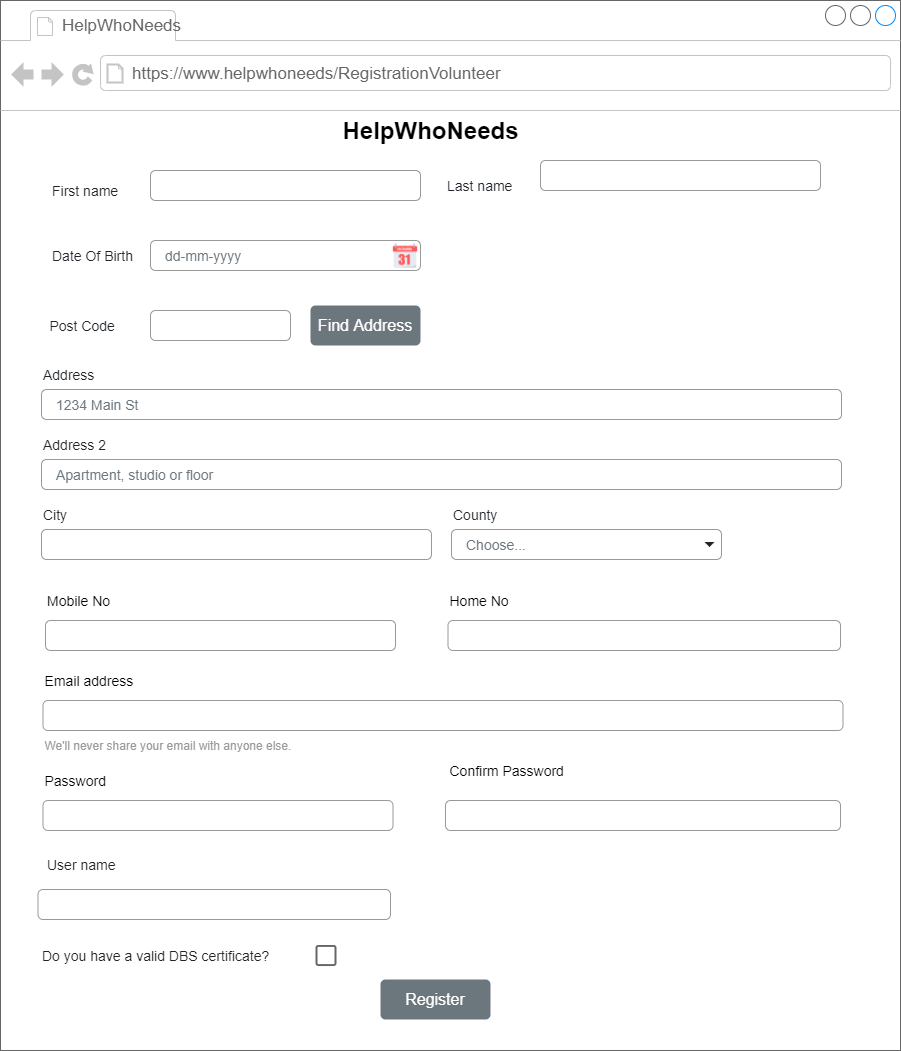 HelpWhoNeeds
https://www.helpwhoneeds/RegistrationVolunteer
HelpWhoNeeds
First name
Last name
Date Of Birth
dd-mm-yyyy
31
Post Code
Find Address
Address
1234 Main St
Address 2
Apartment, studio or floor
City
County
Choose...
Mobile No
Home No
Email address
We'll never share your email with anyone else.
Password
Confirm Password
User name
Do you have a valid DBS certificate?
Register